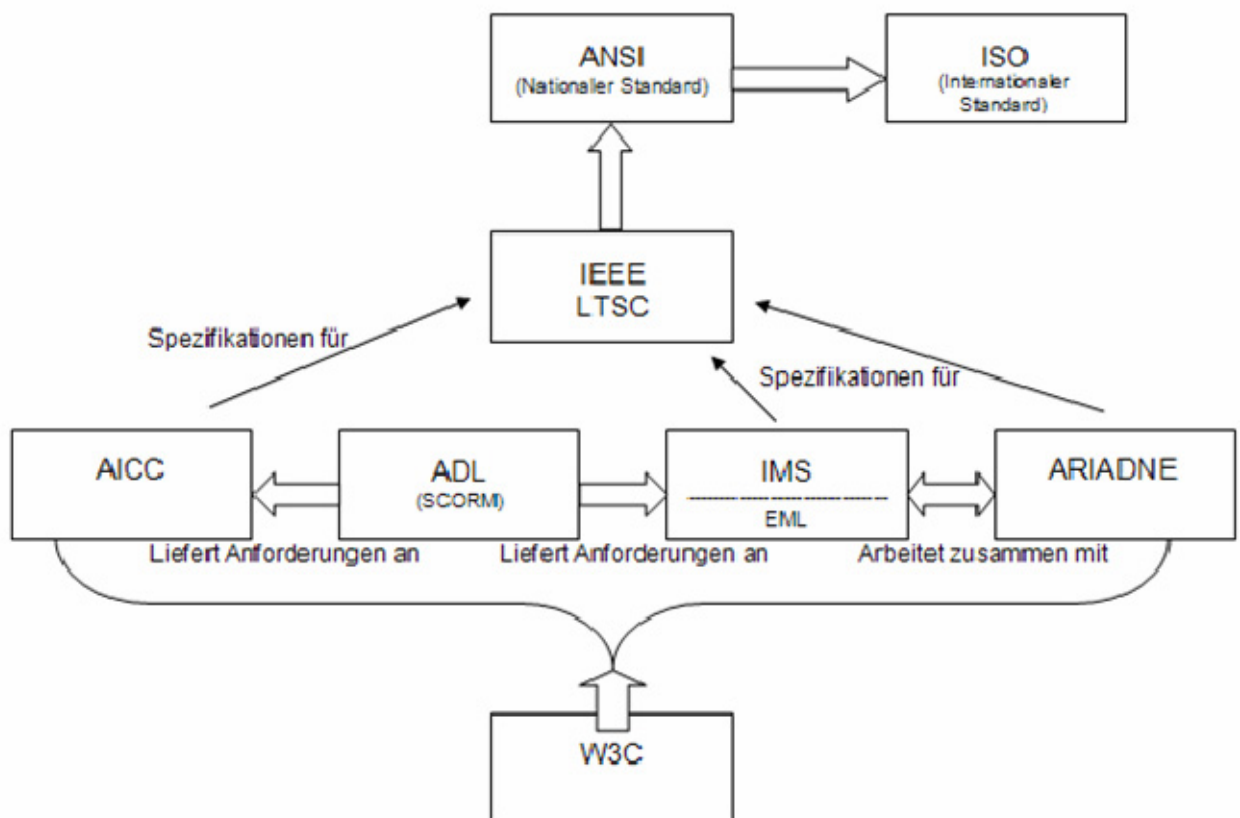 ANSI
(Nationaler Standard)
ISO
(Internationaler
Standard)
IEEE
LTSC
Spezifikationen für
Spezifikationen für
AICC
ADL
(SCORM)
IMS
EML
ARIADNE
Liefert Anforderungen an
Liefert Anforderungen an
Arbeitet zusammen mit
W3C